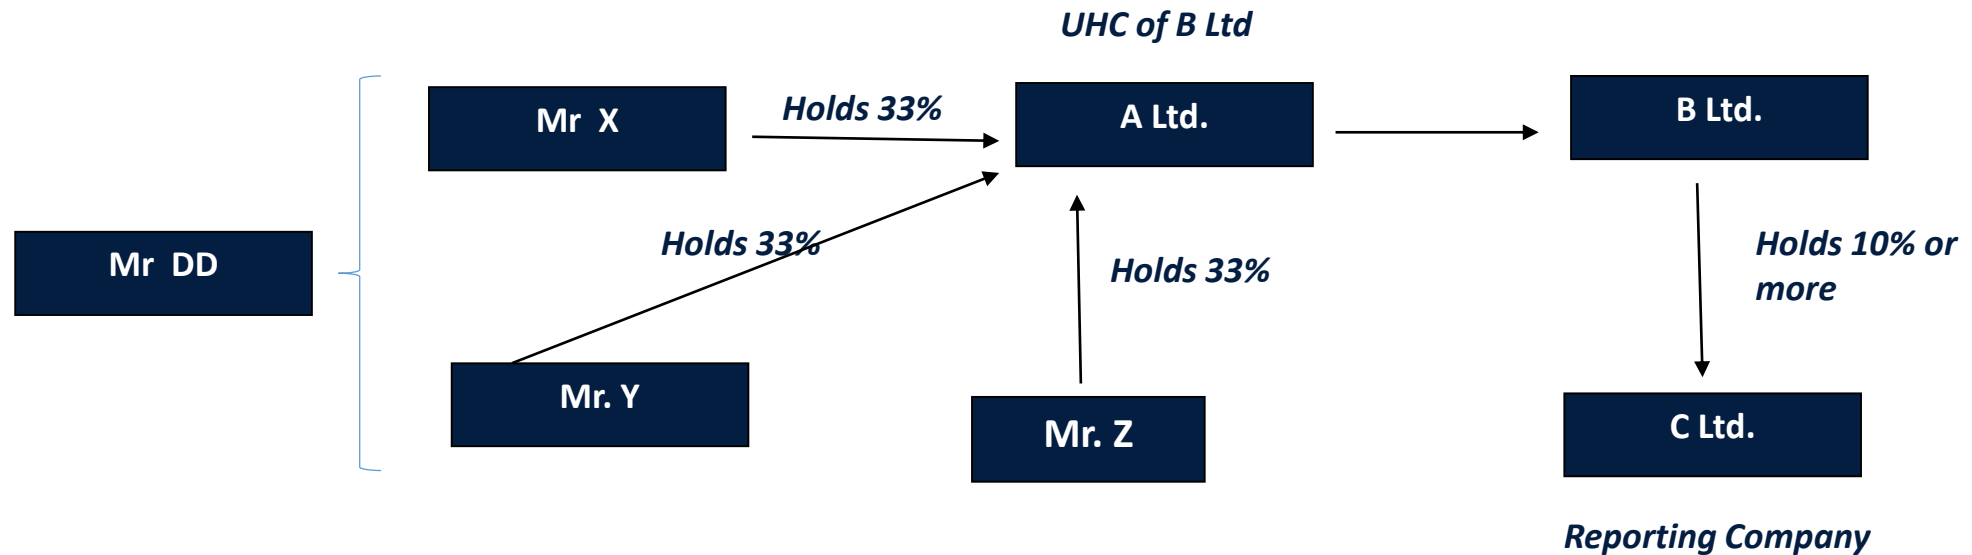 UHC of B Ltd
Mr X
Holds 33%
A Ltd.
B Ltd.
Mr DD
Holds 33%
Holds 33%
Holds 10% or
more
Mr. Y
Mr. Z
C Ltd.
Reporting Company